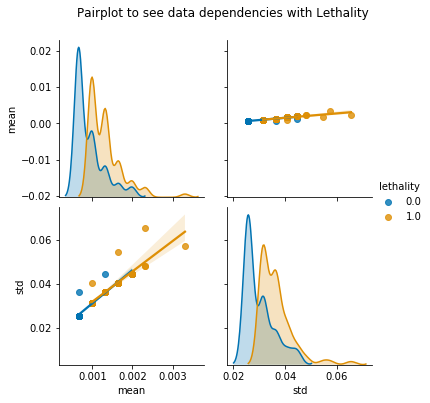 Pairplot to see data dependencies with Lethality
0.02
0.01
0.00
−0.01
−0.02
mean
lethality
0.0
1.0
0.06
0.04
0.02
std
0.001 0.002 0.003
mean
0.02 0.04 0.06
std